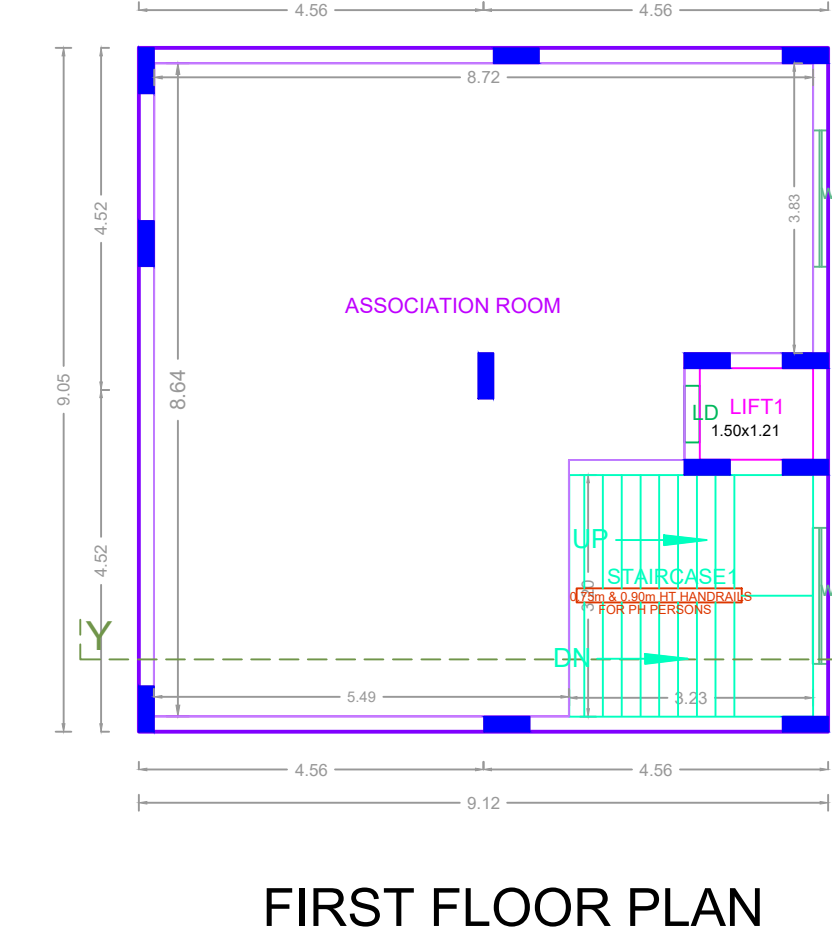 4.56
4.56
8.72
4.52
3.83
ASSOCIATION ROOM
9.05
8.64
LD
LIFT1
1.50x1.21
4.52
UP
STAIRCASE1
0.75m & 0.90m HT HANDRAILS
FOR PH PERSONS
Y
DN
5.49
3.23
4.56
4.56
9.12
FIRST FLOOR PLAN